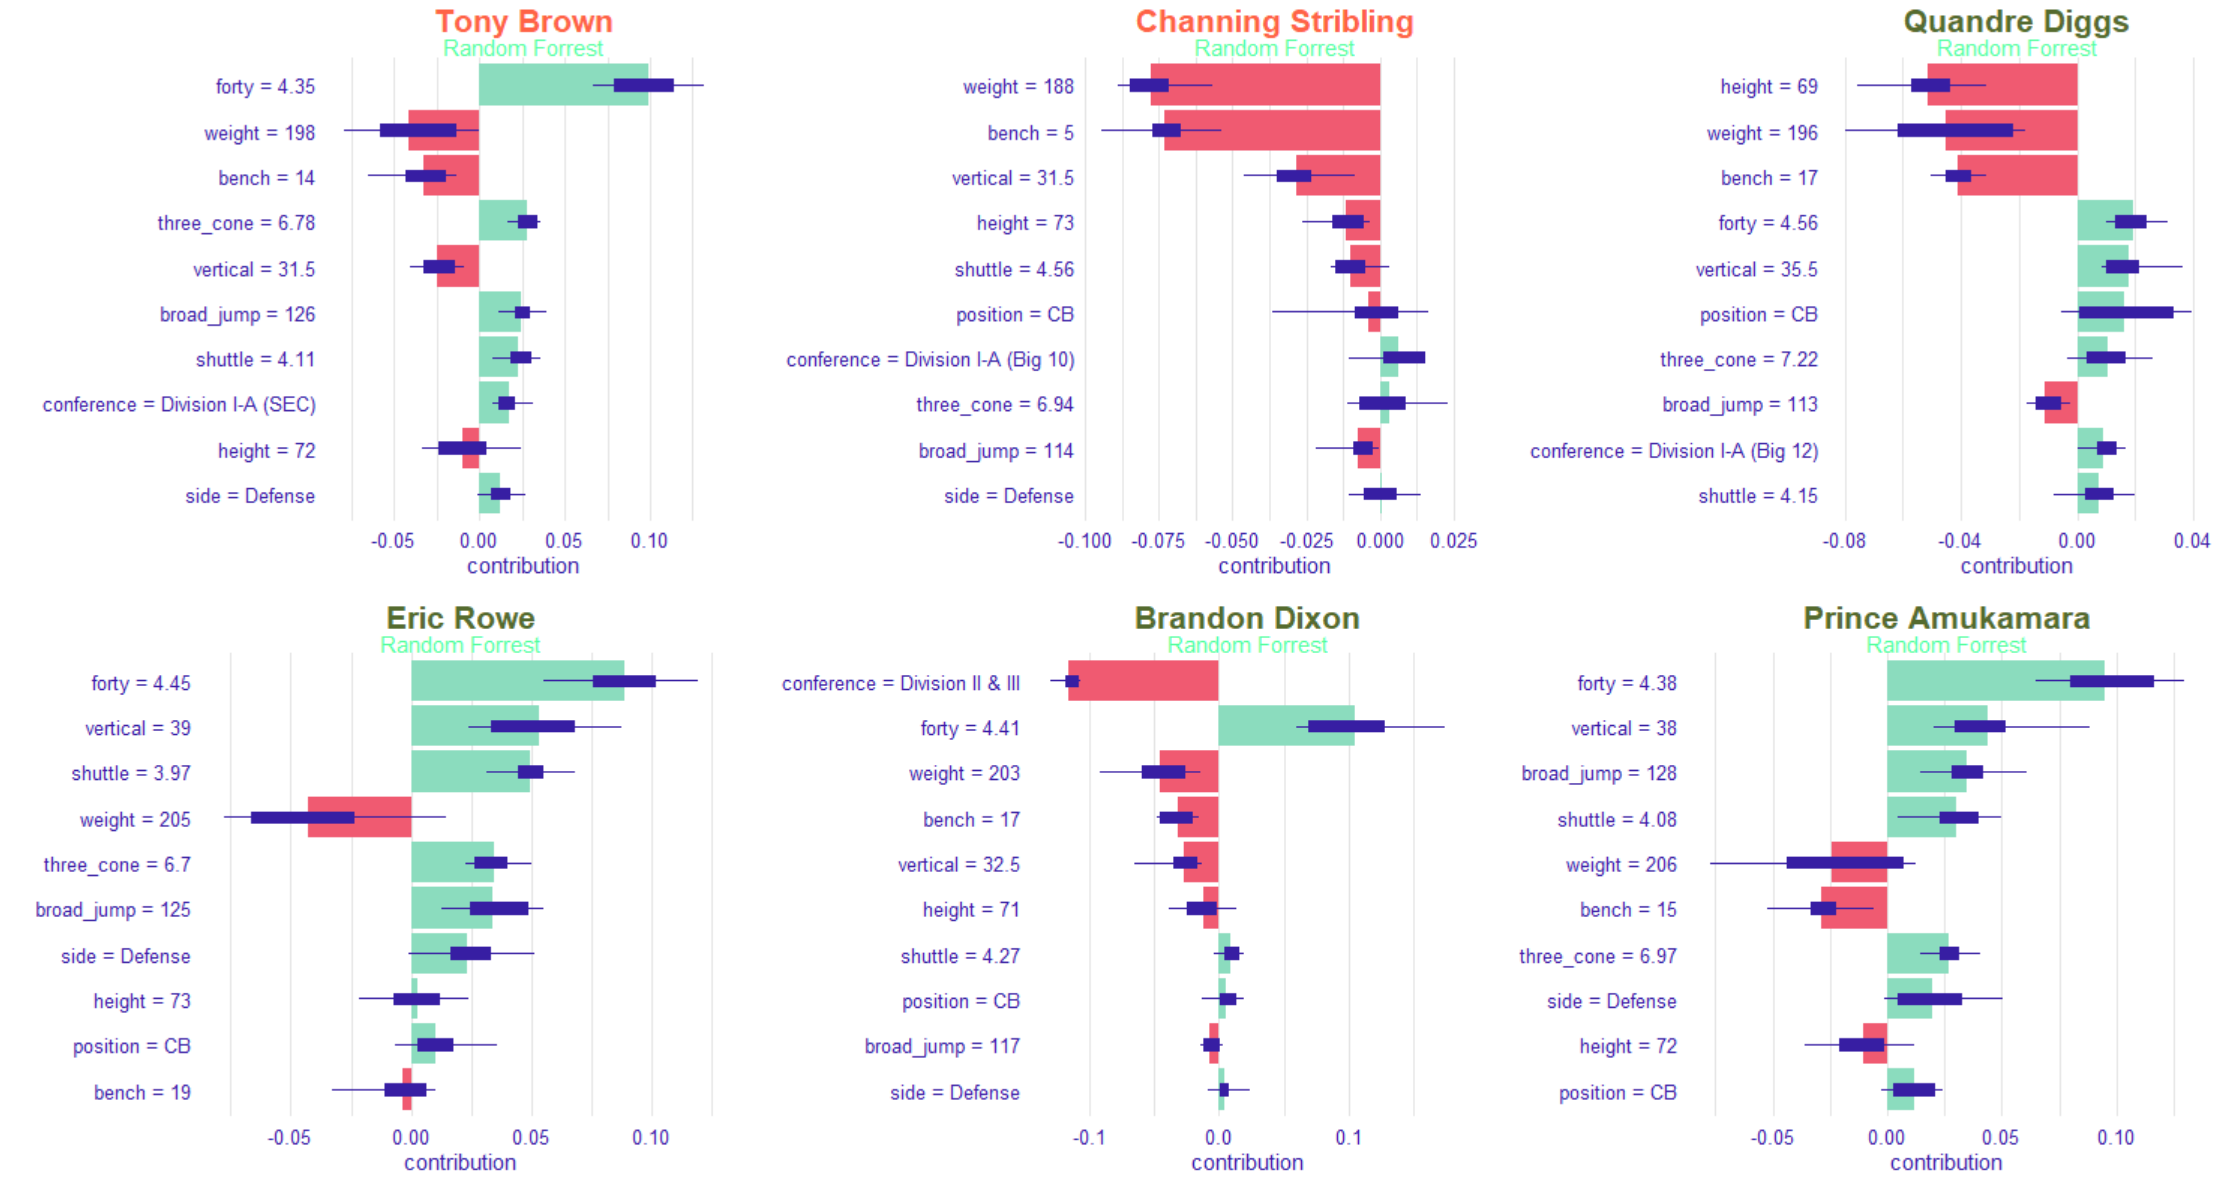 Tony Brown
Random Forrest
forty = 4.35
weight = 198
bench = 14
three_cone = 6.78
vertical = 31.5
broad_jump = 126
shuttle = 4.11
conference = Division I-A (SEC)
height = 72
side = Defense
-0.05 0.00 0.05 0.10
contribution
Channing Stribling
Random Forrest
weight = 188
bench = 5
vertical = 31.5
height = 73
shuttle = 4.56
position = CB
conference = Division I-A (Big 10)
three_cone = 6.94
broad_jump = 114
side = Defense
-0.100 -0.075 -0.050 -0.025 0.000 0.025
contribution
Quandre Diggs
Random Forrest
height = 69
weight = 196
bench = 17
forty = 4.56
vertical = 35.5
position = CB
three_cone = 7.22
broad_jump = 113
conference = Division I-A (Big 12)
shuttle = 4.15
-0.08 -0.04 0.00 0.04
contribution
Eric Rowe
Random Forrest
forty = 4.45
vertical = 39
shuttle = 3.97
weight = 205
three_cone = 6.7
broad_jump = 125
side = Defense
height = 73
position = CB
bench = 19
-0.05 0.00 0.05 0.10
contribution
Brandon Dixon
Random Forrest
conference = Division II & III
forty = 4.41
weight = 203
bench = 17
vertical = 32.5
height = 71
shuttle = 4.27
position = CB
broad_jump = 117
side = Defense
-0.1 0.0 0.1
contribution
Prince Amukamara
Random Forrest
forty = 4.38
vertical = 38
broad_jump = 128
shuttle = 4.08
weight = 206
bench = 15
three_cone = 6.97
side = Defense
height = 72
position = CB
-0.05 0.00 0.05 0.10
contribution